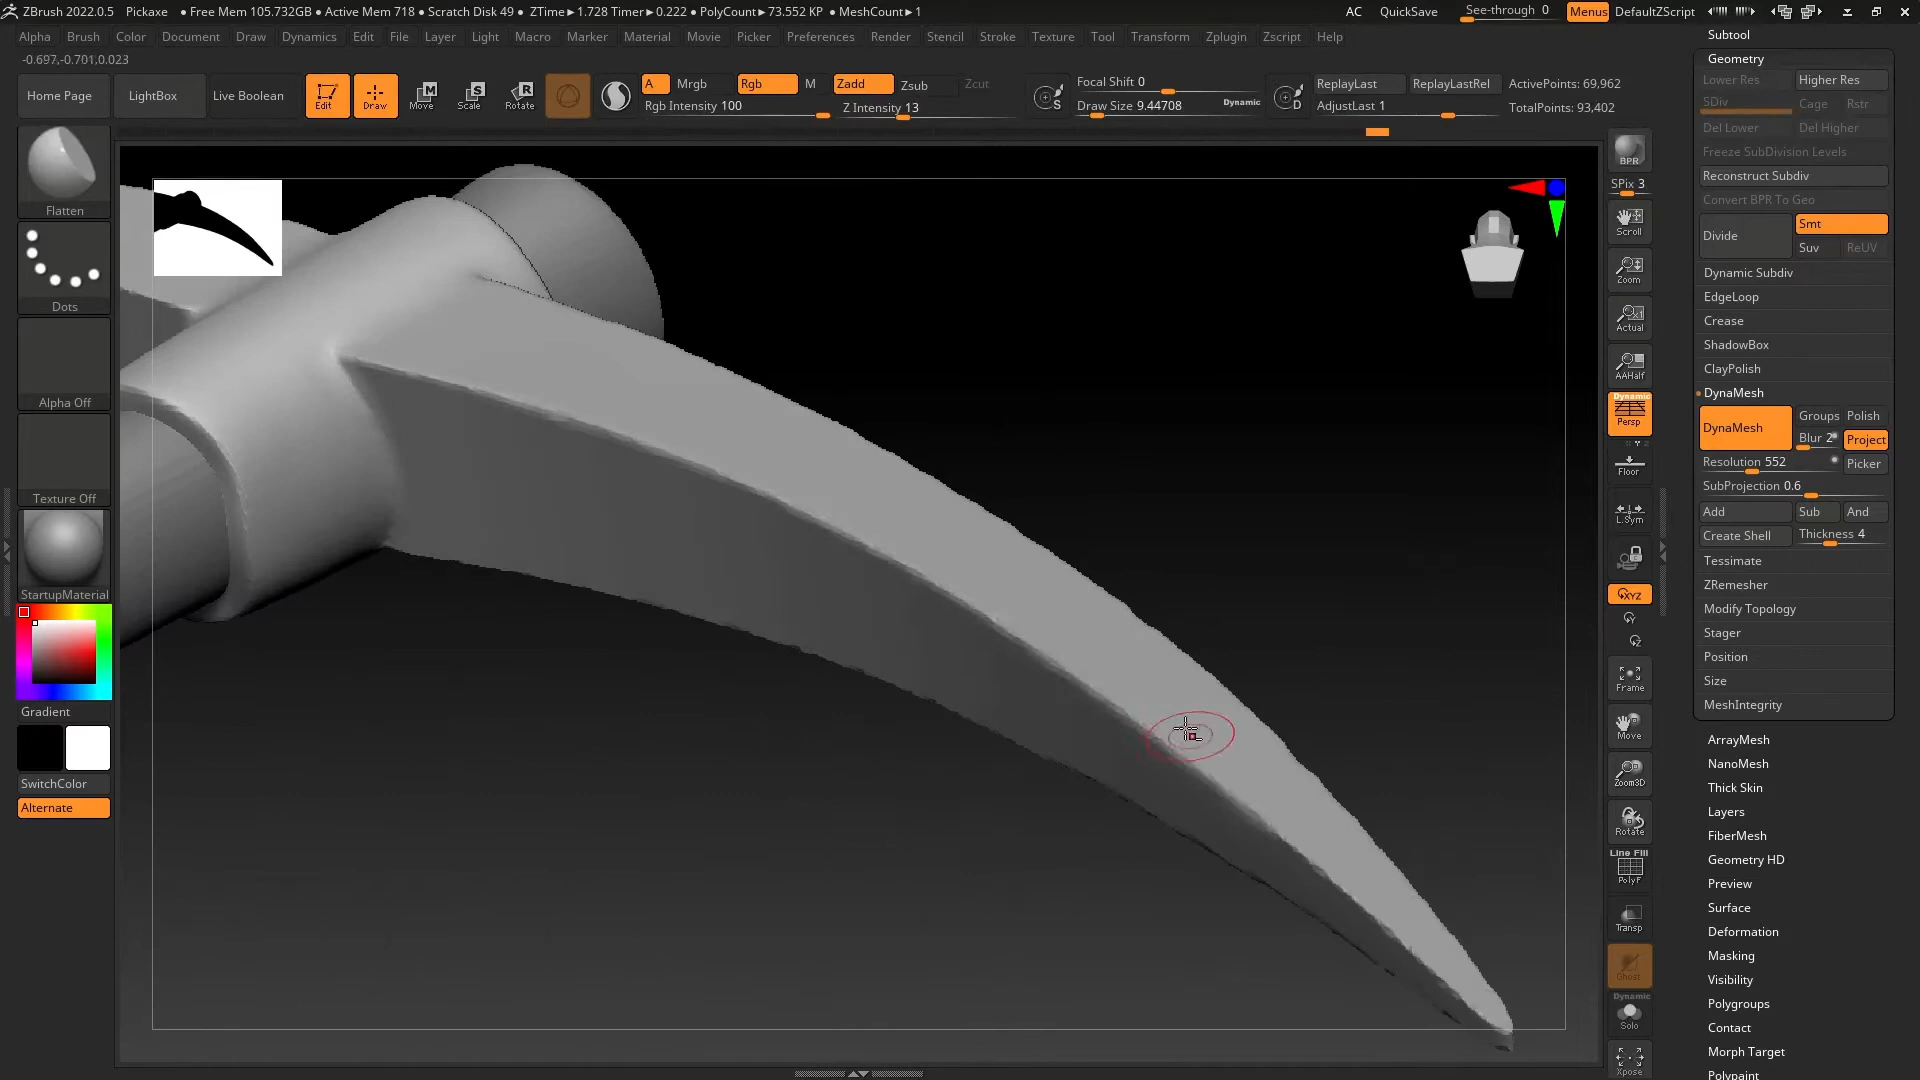 ZBrush 2022.0.5 Pickaxe ● Free Mem 105.732GB ● Active Mem 718 ● Scratch Disk 49 ● ZTime►1.728 Timer►0.222 ● PolyCount►73.552 KP ● MeshCount►1 AC QuickSave See-through 0 Menus DefaultZScript
Alpha Brush Color Document Draw Dynamics Edit File Layer Light Macro Marker Material Movie Picker Preferences Render Stencil Stroke Texture Tool Transform Zplugin Zscript Help
-0.697,-0.701,0.023
Home Page LightBox Live Boolean Edit Draw Move Scale Rotate
A Mrgb Rgb M Zadd Zsub Zcut
Rgb Intensity 100 Z Intensity 13
Focal Shift 0
Draw Size 9.44708 Dynamic
ReplayLast ReplayLastRel ActivePoints: 69,962
AdjustLast 1 TotalPoints: 93,402
Flatten
Dots
Alpha Off
Texture Off
StartupMaterial
Gradient
SwitchColor
Alternate
BPR
SPix 3
Scroll
Zoom
Actual
AAHalf
Dynamic
Persp
Floor
L.Sym
XYZ
Frame
Move
Zoom3D
Rotate
Line Fill
PolyF
Transp
Ghost
Dynamic
Solo
Xpose
Subtool
Geometry
Lower Res Higher Res
SDiv Cage Rstr
Del Lower Del Higher
Freeze SubDivision Levels
Reconstruct Subdiv
Convert BPR To Geo
Divide Smt
Suv ReUV
Dynamic Subdiv
EdgeLoop
Crease
ShadowBox
ClayPolish
DynaMesh
DynaMesh Groups Polish
Blur 2 Project
Resolution 552 Picker
SubProjection 0.6
Add Sub And
Create Shell Thickness 4
Tessimate
ZRemesher
Modify Topology
Stager
Position
Size
MeshIntegrity
ArrayMesh
NanoMesh
Thick Skin
Layers
FiberMesh
Geometry HD
Preview
Surface
Deformation
Masking
Visibility
Polygroups
Contact
Morph Target
Polypaint